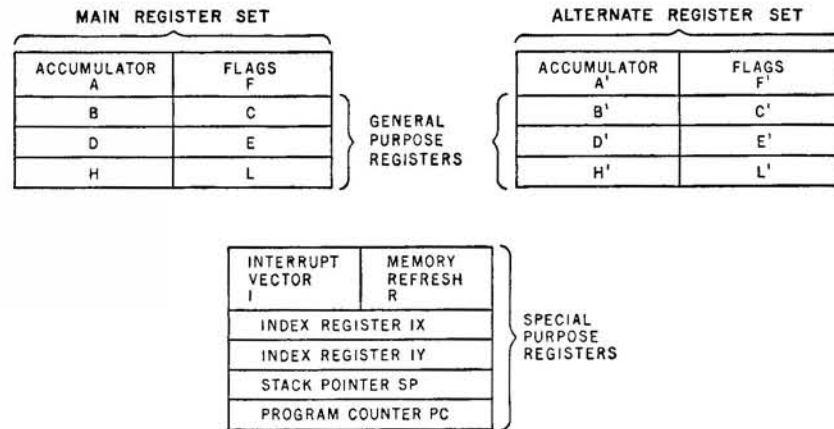 MAIN REGISTER SET
ALTERNATE REGISTER SET
ACCUMULATOR
A
FLAGS
F
B
C
D
E
H
L
GENERAL
PURPOSE
REGISTERS
ACCUMULATOR
A'
FLAGS
F'
B'
C'
D'
E'
H'
L'
INTERRUPT
VECTOR
I
MEMORY
REFRESH
R
INDEX REGISTER IX
INDEX REGISTER IY
STACK POINTER SP
PROGRAM COUNTER PC
SPECIAL
PURPOSE
REGISTERS